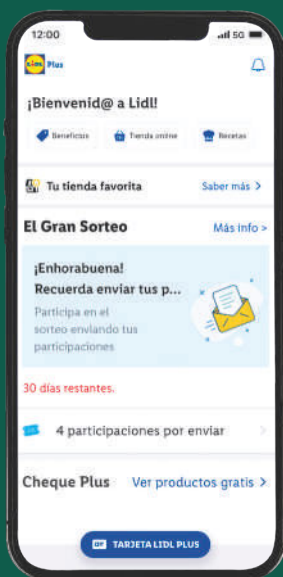 12:00
5G
Lidl Plus
¡Bienvenid@ a Lidl!
Beneficios Tienda online Recetas
Tu tienda favorita Saber más >
El Gran Sorteo Más info >
¡Enhorabuena!
Recuerda enviar tus p...
Participa en el
sorteo enviando tus
participaciones
30 días restantes.
4 participaciones por enviar >
Cheque Plus Ver productos gratis >
TARJETA LIDL PLUS